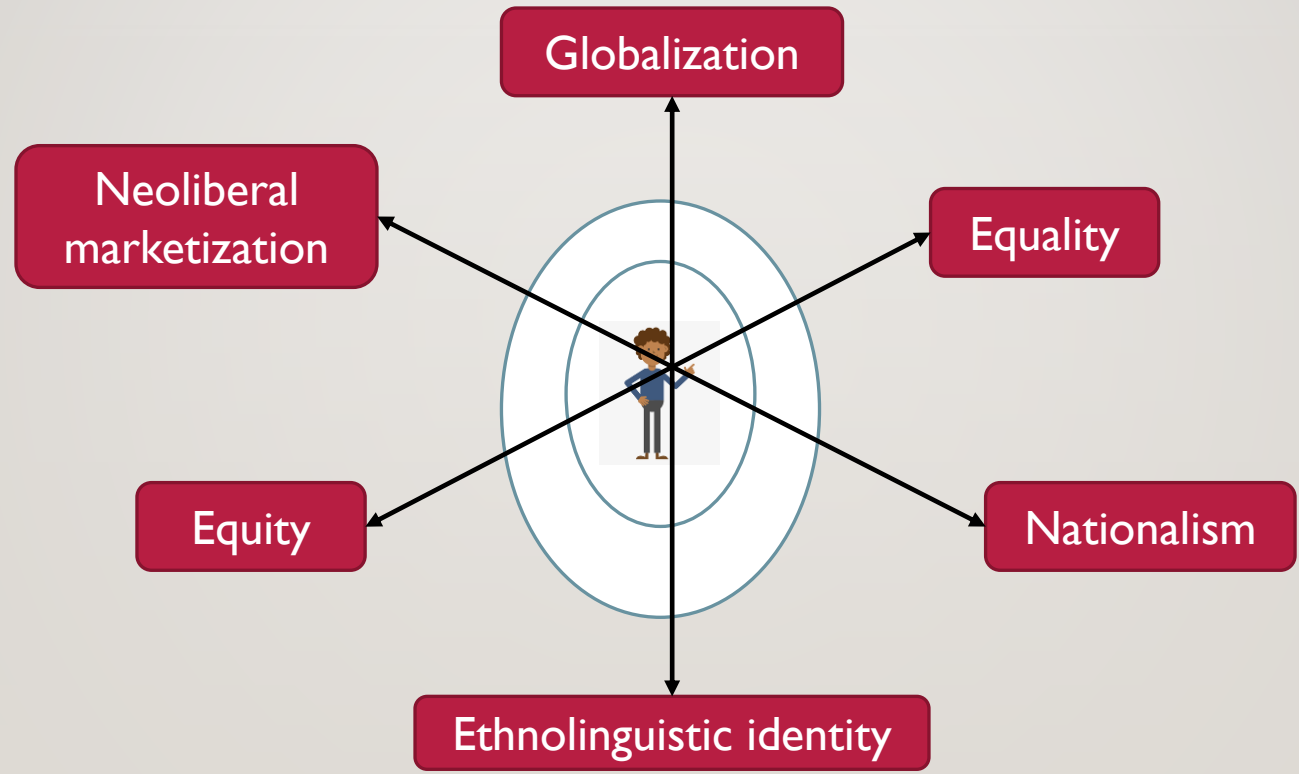 Globalization
Neoliberal
marketization
Equality
Equity
Nationalism
Ethnolinguistic identity